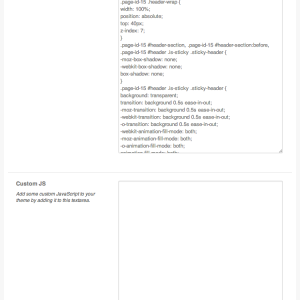 .page-id-15 .header-wrap {
width: 100%;
position: absolute;
top: 40px;
z-index: 7;
}
.page-id-15 #header-section, .page-id-15 #header-section:before,
.page-id-15 #header .is-sticky .sticky-header {
-moz-box-shadow: none;
-webkit-box-shadow: none;
box-shadow: none;
}
.page-id-15 #header .is-sticky .sticky-header {
background: transparent;
transition: background 0.5s ease-in-out;
-moz-transition: background 0.5s ease-in-out;
-webkit-transition: background 0.5s ease-in-out;
-o-transition: background 0.5s ease-in-out;
-webkit-animation-fill-mode: both;
-moz-animation-fill-mode: both;
-o-animation-fill-mode: both;
animation-fill-mode: both;
Custom JS
Add some custom JavaScript to your
theme by adding it to this textarea.